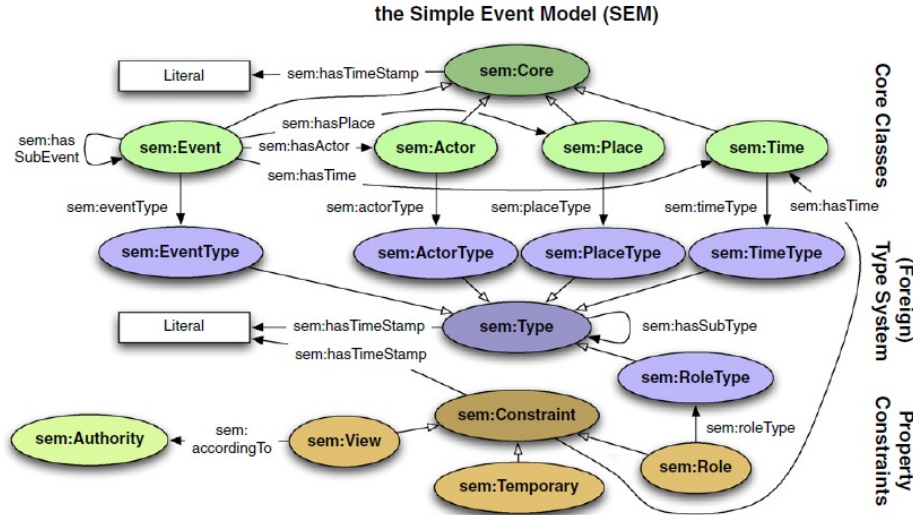 the Simple Event Model (SEM)
Literal
sem:hasTimeStamp
sem:Core
sem:has
SubEvent
sem:Event
sem:hasPlace
sem:hasActor
sem:hasTime
sem:Actor
sem:Place
sem:Time
Core Classes
sem:eventType
sem:actorType
sem:placeType
sem:timeType
sem:hasTime
sem:EventType
sem:ActorType
sem:PlaceType
sem:TimeType
(Foreign)
Type System
Literal
sem:hasTimeStamp
sem:hasTimeStamp
sem:Type
sem:hasSubType
sem:RoleType
sem:Constraint
sem:roleType
Property
Constraints
sem:Authority
sem:
accordingTo
sem:View
sem:Temporary
sem:Role